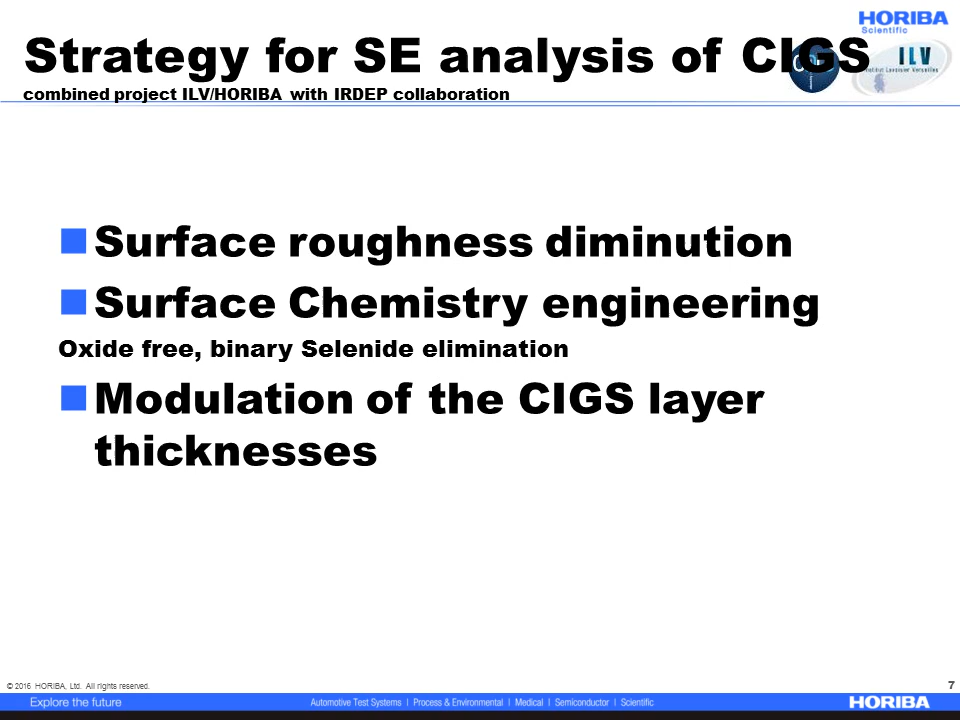 HORIBA
Scientific
Strategy for SE analysis of CIGS
ILV
combined project ILV/HORIBA with IRDEP collaboration
Surface roughness diminution
Surface Chemistry engineering
Oxide free, binary Selenide elimination
Modulation of the CIGS layer
thicknesses
© 2016 HORIBA, Ltd. All rights reserved.
7
Explore the future
Automotive Test Systems | Process & Environmental | Medical | Semiconductor | Scientific
HORIBA